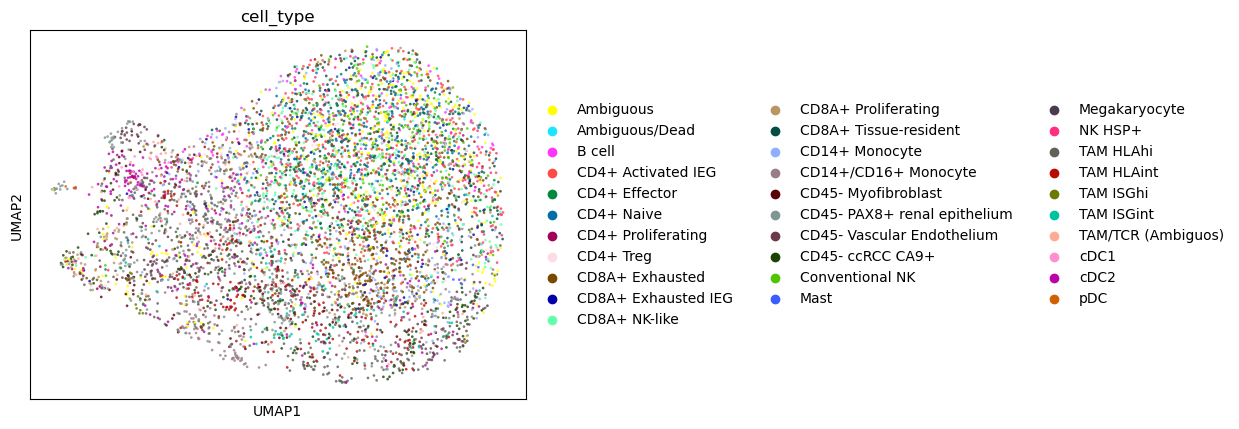 cell_type
UMAP2
UMAP1
Ambiguous
Ambiguous/Dead
B cell
CD4+ Activated IEG
CD4+ Effector
CD4+ Naive
CD4+ Proliferating
CD4+ Treg
CD8A+ Exhausted
CD8A+ Exhausted IEG
CD8A+ NK-like
CD8A+ Proliferating
CD8A+ Tissue-resident
CD14+ Monocyte
CD14+/CD16+ Monocyte
CD45- Myofibroblast
CD45- PAX8+ renal epithelium
CD45- Vascular Endothelium
CD45- ccRCC CA9+
Conventional NK
Mast
Megakaryocyte
NK HSP+
TAM HLAhi
TAM HLAint
TAM ISGhi
TAM ISGint
TAM/TCR (Ambiguos)
cDC1
cDC2
pDC